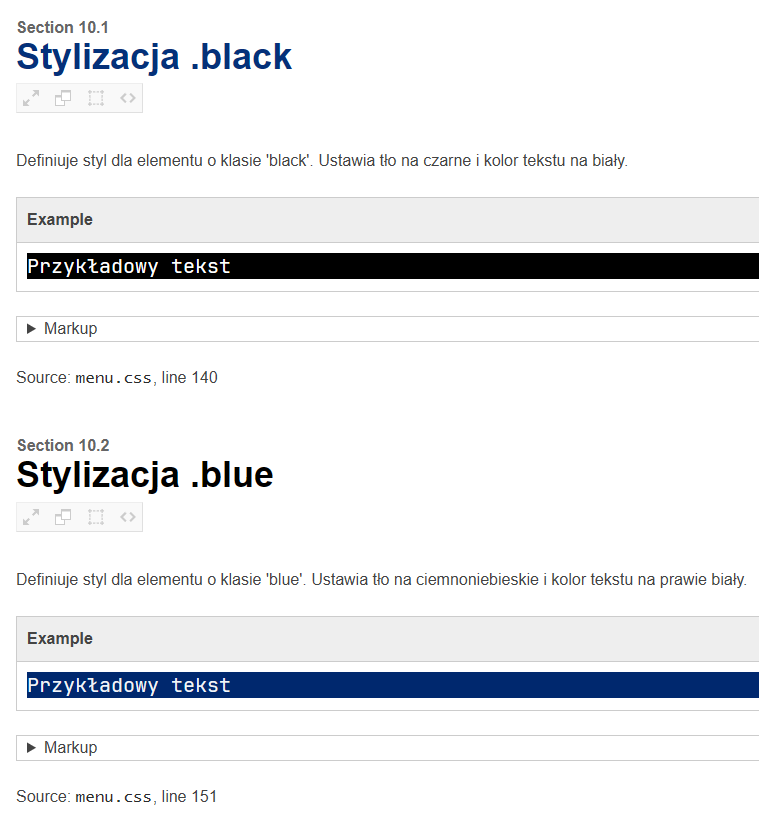 Section 10.1
Stylizacja .black
Definiuje styl dla elementu o klasie 'black'. Ustawia tło na czarne i kolor tekstu na biały.
Example
Przykładowy tekst
Markup
Source: menu.css, line 140
Section 10.2
Stylizacja .blue
Definiuje styl dla elementu o klasie 'blue'. Ustawia tło na ciemnoniebieskie i kolor tekstu na prawie biały.
Example
Przykładowy tekst
Markup
Source: menu.css, line 151